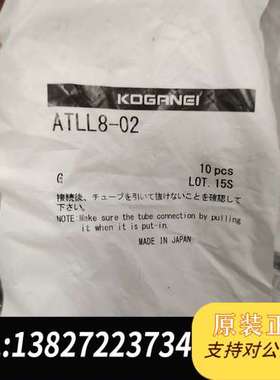 KOGANEI
ATLL8-02
G
10 pcs
LOT. 15S
接続後、チューブを引いて抜けないことを確認して
下さい。
NOTE:Make sure the tube connection by pulling
it when it is put-in.
MADE IN JAPAN
:13827223734
原装正
支持对公